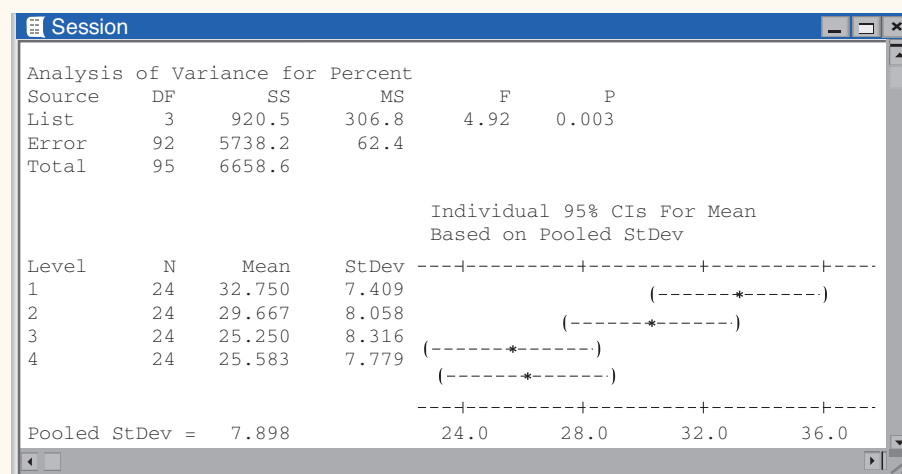 Session
Analysis of Variance for Percent
Source DF SS MS F P
List 3 920.5 306.8 4.92 0.003
Error 92 5738.2 62.4
Total 95 6658.6
Individual 95% CIs For Mean
Based on Pooled StDev
Level N Mean StDev ----+---------+---------+---------+----
1 24 32.750 7.409 (------*------)
2 24 29.667 8.058 (------*------)
3 24 25.250 8.316 (------*------)
4 24 25.583 7.779 (------*------)
----+---------+---------+---------+----
Pooled StDev = 7.898 24.0 28.0 32.0 36.0